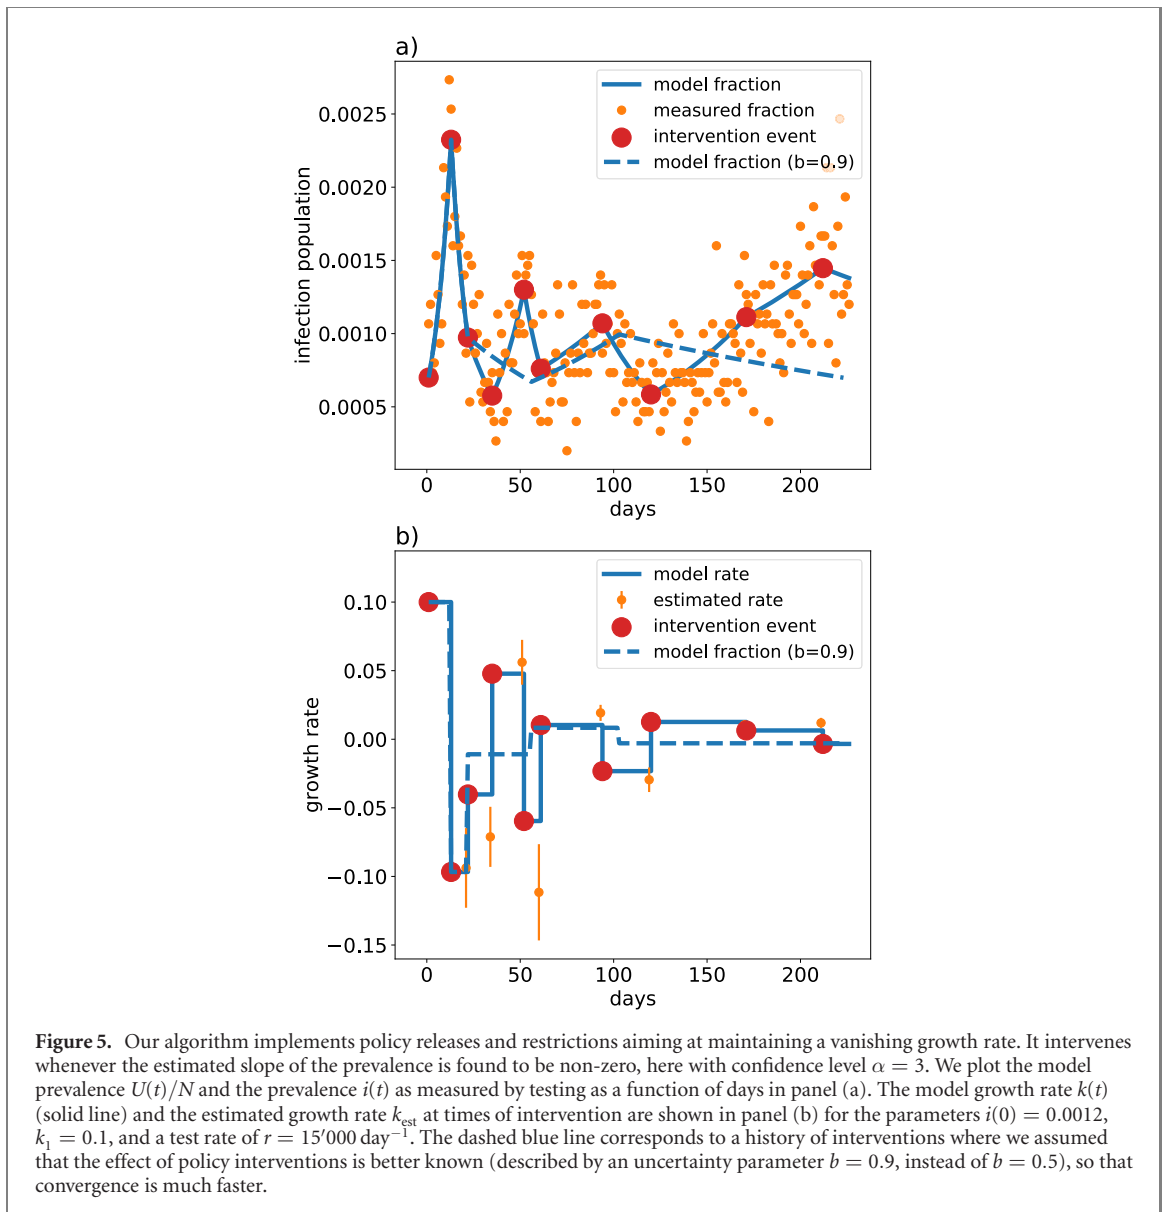 a)
model fraction
measured fraction
intervention event
model fraction (b=0.9)
0.0025
0.0020
0.0015
0.0010
0.0005
infection population
0 50 100 150 200
days
b)
model rate
estimated rate
intervention event
model fraction (b=0.9)
0.10
0.05
0.00
−0.05
−0.10
−0.15
growth rate
0 50 100 150 200
days
Figure 5. Our algorithm implements policy releases and restrictions aiming at maintaining a vanishing growth rate. It intervenes
whenever the estimated slope of the prevalence is found to be non-zero, here with confidence level α = 3. We plot the model
prevalence U(t)/N and the prevalence i(t) as measured by testing as a function of days in panel (a). The model growth rate k(t)
(solid line) and the estimated growth rate k_est at times of intervention are shown in panel (b) for the parameters i(0) = 0.0012,
k₁ = 0.1, and a test rate of r = 15′000 day⁻¹. The dashed blue line corresponds to a history of interventions where we assumed
that the effect of policy interventions is better known (described by an uncertainty parameter b = 0.9, instead of b = 0.5), so that
convergence is much faster.